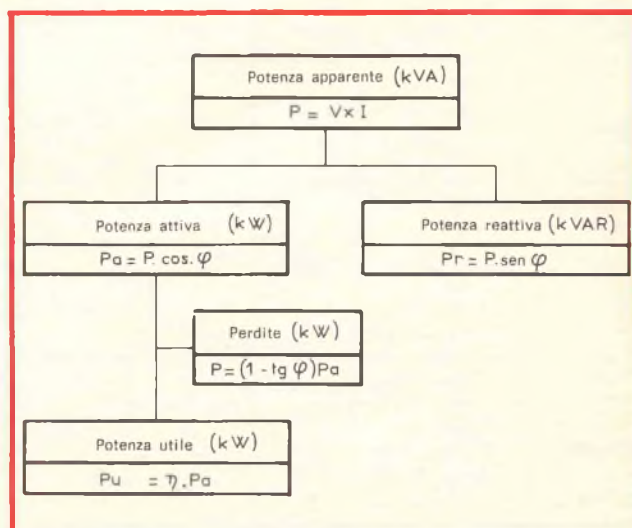 Potenza apparente (kVA)
P = V x I
Potenza attiva (kW)
Pa = P. cos. φ
Potenza reattiva (kVAR)
Pr = P. sen φ
Perdite (kW)
P = (1 - tg φ) Pa
Potenza utile (kW)
Pu = η . Pa